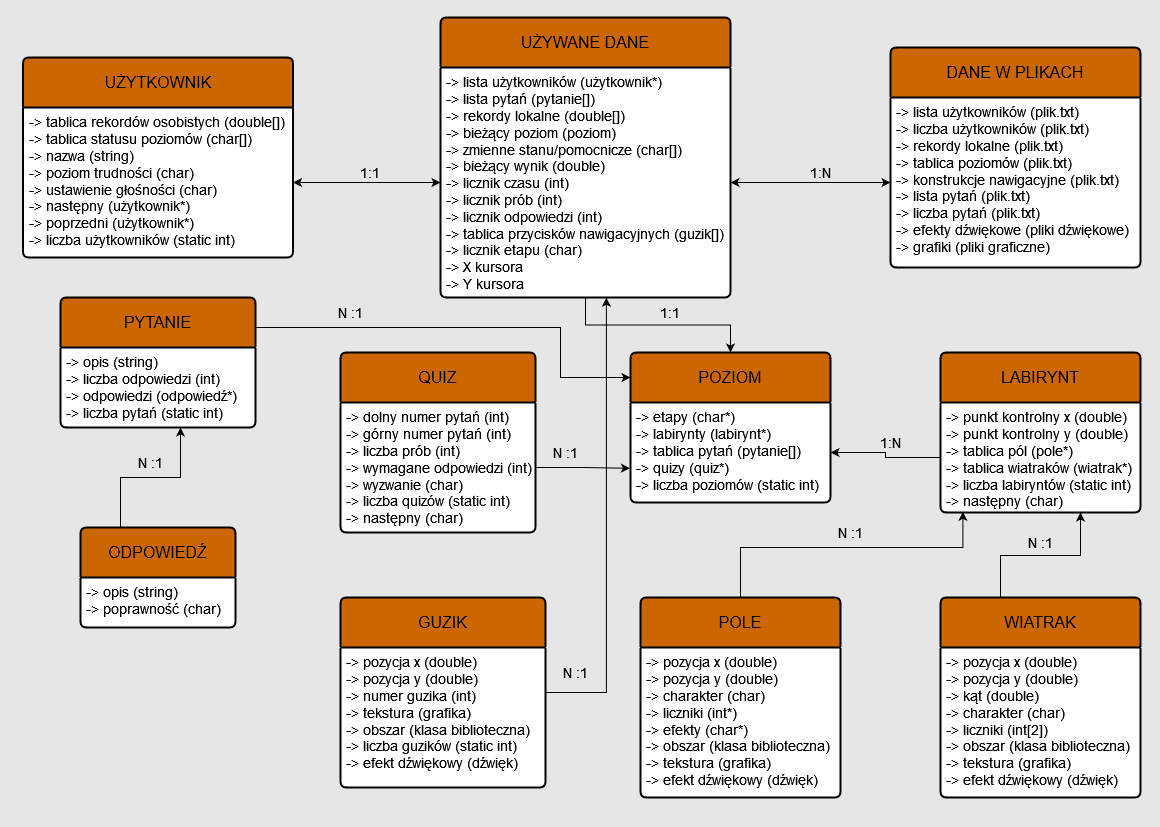 UŻYTKOWNIK
-> tablica rekordów osobistych (double[])
-> tablica statusu poziomów (char[])
-> nazwa (string)
-> poziom trudności (char)
-> ustawienie głośności (char)
-> następny (użytkownik*)
-> poprzedni (użytkownik*)
-> liczba użytkowników (static int)
1:1
UŻYWANE DANE
-> lista użytkowników (użytkownik*)
-> lista pytań (pytanie[])
-> rekordy lokalne (double[])
-> bieżący poziom (poziom)
-> zmienne stanu/pomocnicze (char[])
-> bieżący wynik (double)
-> licznik czasu (int)
-> licznik prób (int)
-> licznik odpowiedzi (int)
-> tablica przycisków nawigacyjnych (guzik[])
-> licznik etapu (char)
-> X kursora
-> Y kursora
1:N
DANE W PLIKACH
-> lista użytkowników (plik.txt)
-> liczba użytkowników (plik.txt)
-> rekordy lokalne (plik.txt)
-> tablica poziomów (plik.txt)
-> konstrukcje nawigacyjne (plik.txt)
-> lista pytań (plik.txt)
-> liczba pytań (plik.txt)
-> efekty dźwiękowe (pliki dźwiękowe)
-> grafiki (pliki graficzne)
PYTANIE
-> opis (string)
-> liczba odpowiedzi (int)
-> odpowiedzi (odpowiedź*)
-> liczba pytań (static int)
N :1
1:1
QUIZ
-> dolny numer pytań (int)
-> górny numer pytań (int)
-> liczba prób (int)
-> wymagane odpowiedzi (int)
-> wyzwanie (char)
-> liczba quizów (static int)
-> następny (char)
N :1
POZIOM
-> etapy (char*)
-> labirynty (labirynt*)
-> tablica pytań (pytanie[])
-> quizy (quiz*)
-> liczba poziomów (static int)
1:N
LABIRYNT
-> punkt kontrolny x (double)
-> punkt kontrolny y (double)
-> tablica pól (pole*)
-> tablica wiatraków (wiatrak*)
-> liczba labiryntów (static int)
-> następny (char)
N :1
ODPOWIEDŹ
-> opis (string)
-> poprawność (char)
N :1
N :1
GUZIK
-> pozycja x (double)
-> pozycja y (double)
-> numer guzika (int)
-> tekstura (grafika)
-> obszar (klasa biblioteczna)
-> liczba guzików (static int)
-> efekt dźwiękowy (dźwięk)
N :1
POLE
-> pozycja x (double)
-> pozycja y (double)
-> charakter (char)
-> liczniki (int*)
-> efekty (char*)
-> obszar (klasa biblioteczna)
-> tekstura (grafika)
-> efekt dźwiękowy (dźwięk)
WIATRAK
-> pozycja x (double)
-> pozycja y (double)
-> kąt (double)
-> charakter (char)
-> liczniki (int[2])
-> obszar (klasa biblioteczna)
-> tekstura (grafika)
-> efekt dźwiękowy (dźwięk)